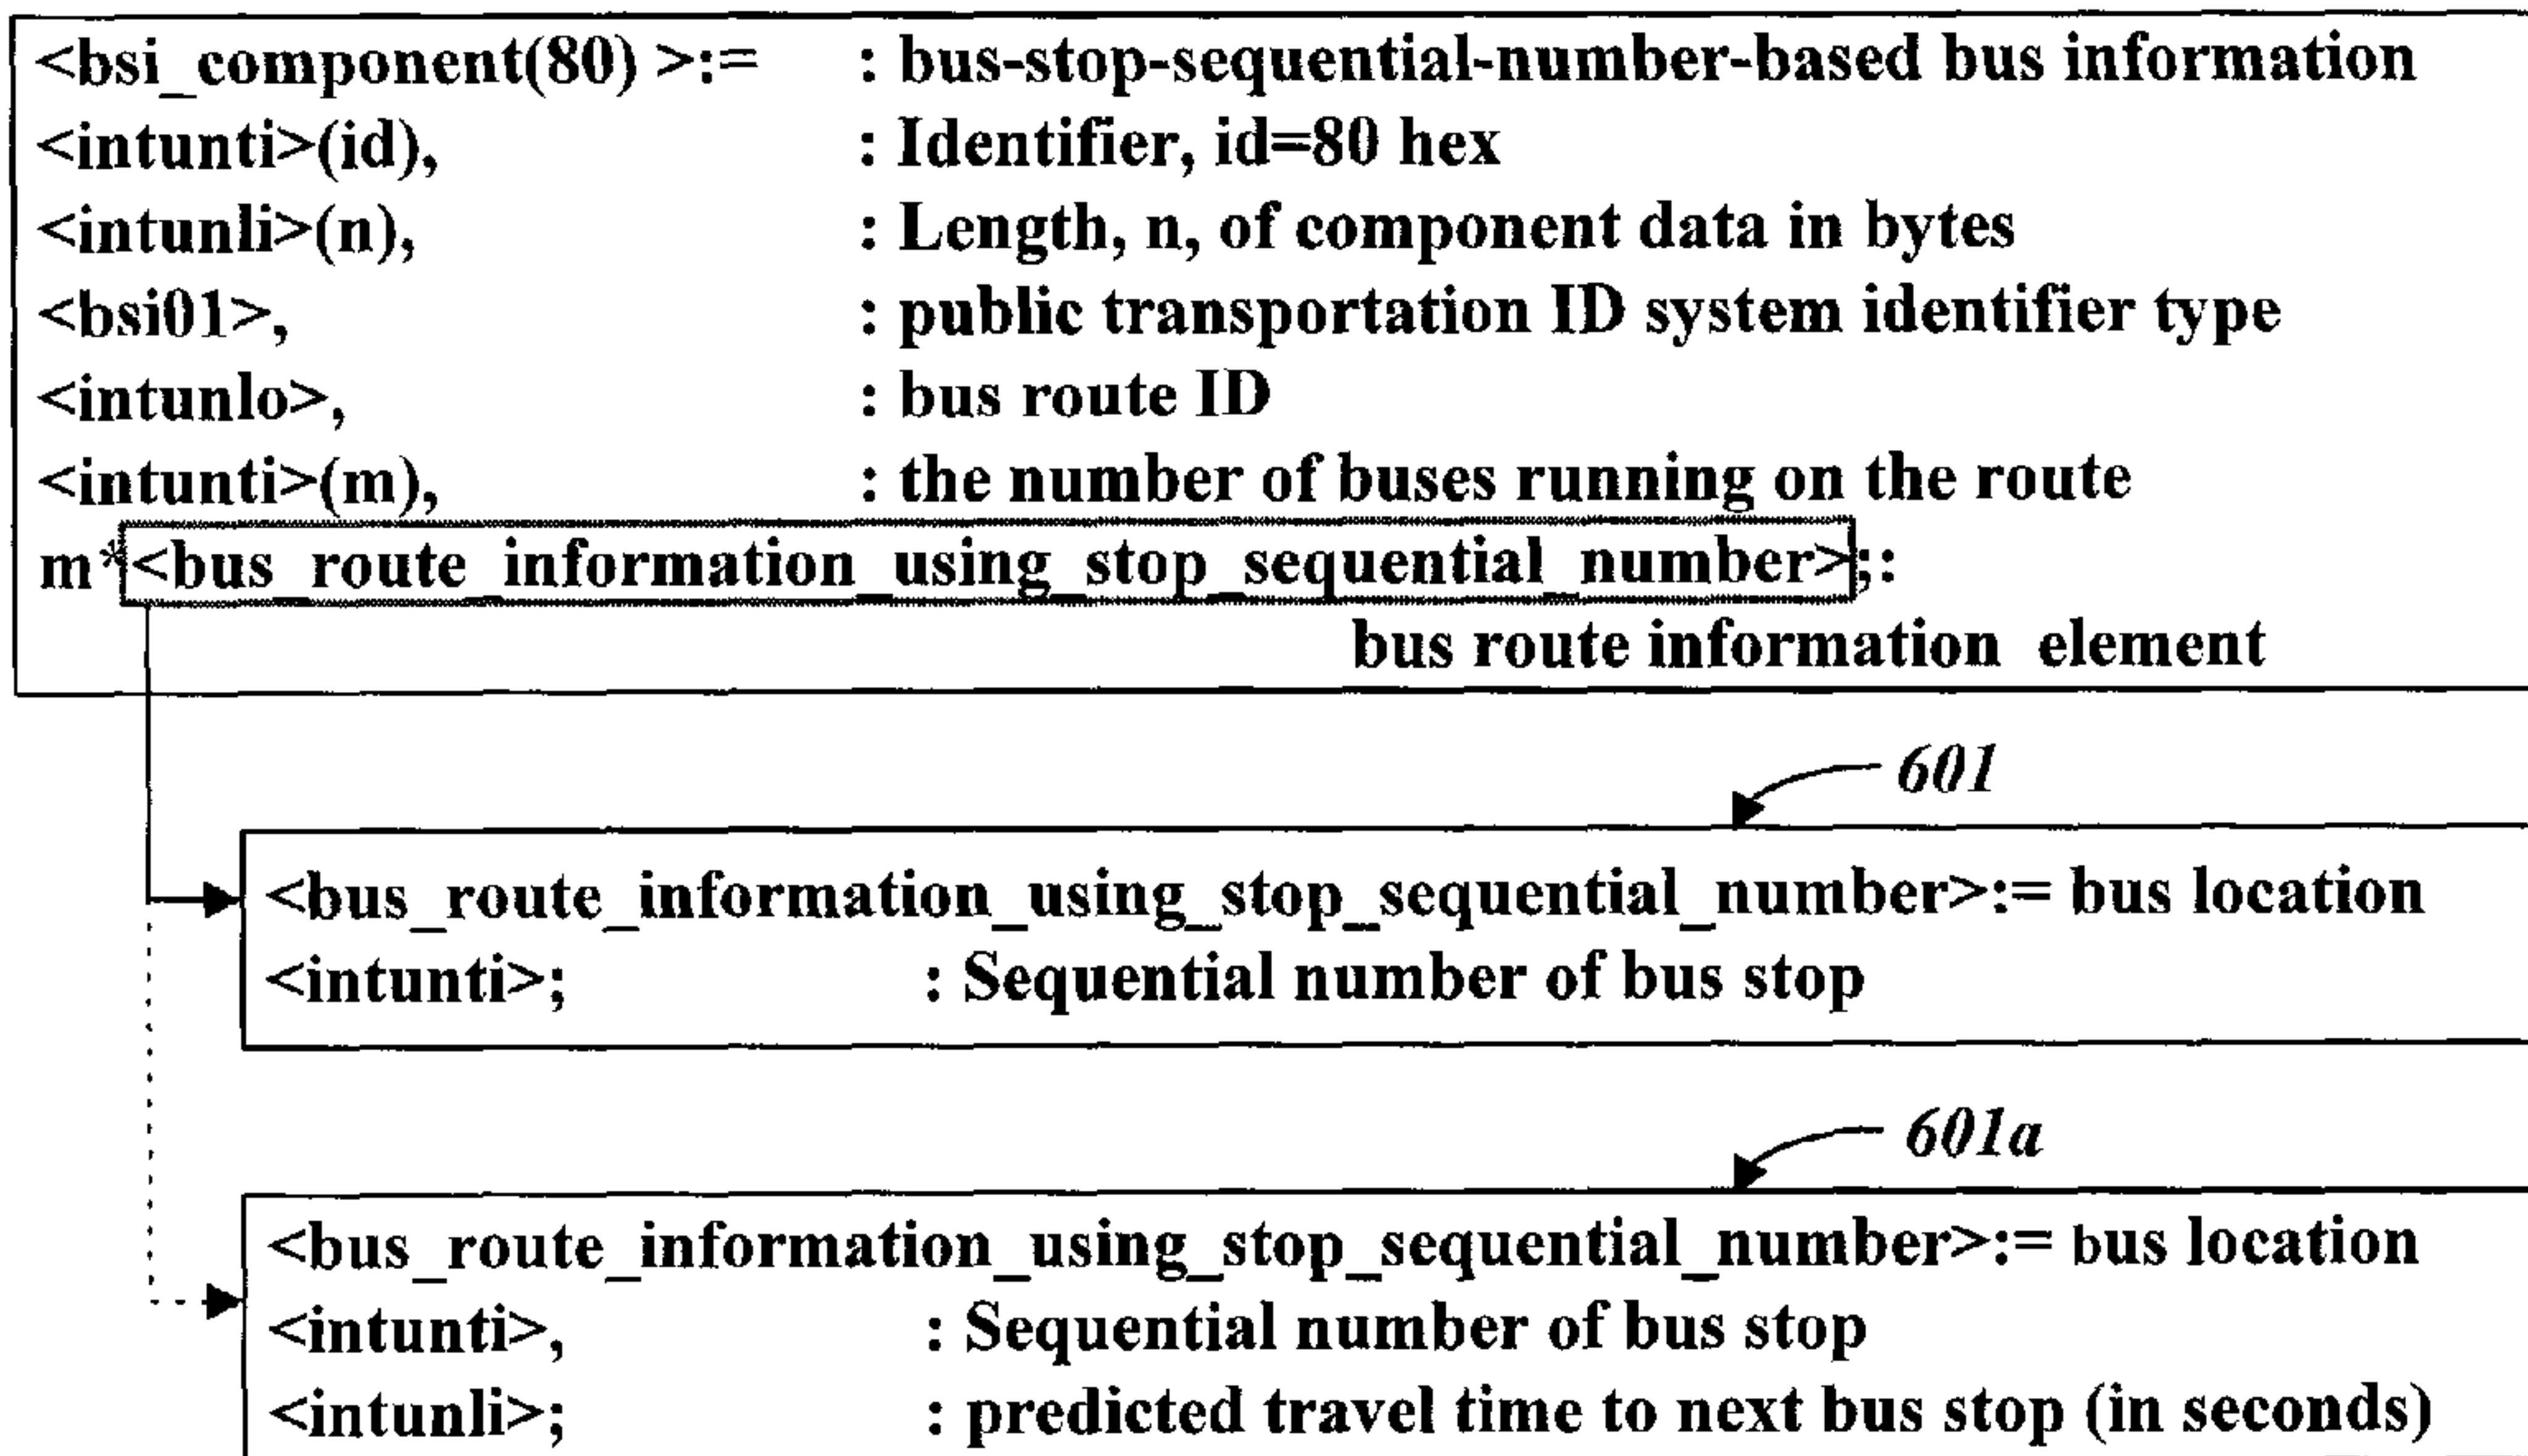 <bsi_component(80) >:= : bus-stop-sequential-number-based bus information
<intunti>(id), : Identifier, id=80 hex
<intunli>(n), : Length, n, of component data in bytes
<bsi01>, : public transportation ID system identifier type
<intunlo>, : bus route ID
<intunti>(m), : the number of buses running on the route
m*<bus_route_information_using_stop_sequential_number>;:
bus route information element
601
<bus_route_information_using_stop_sequential_number>:= bus location
<intunti>; : Sequential number of bus stop
601a
<bus_route_information_using_stop_sequential_number>:= bus location
<intunti>, : Sequential number of bus stop
<intunli>; : predicted travel time to next bus stop (in seconds)